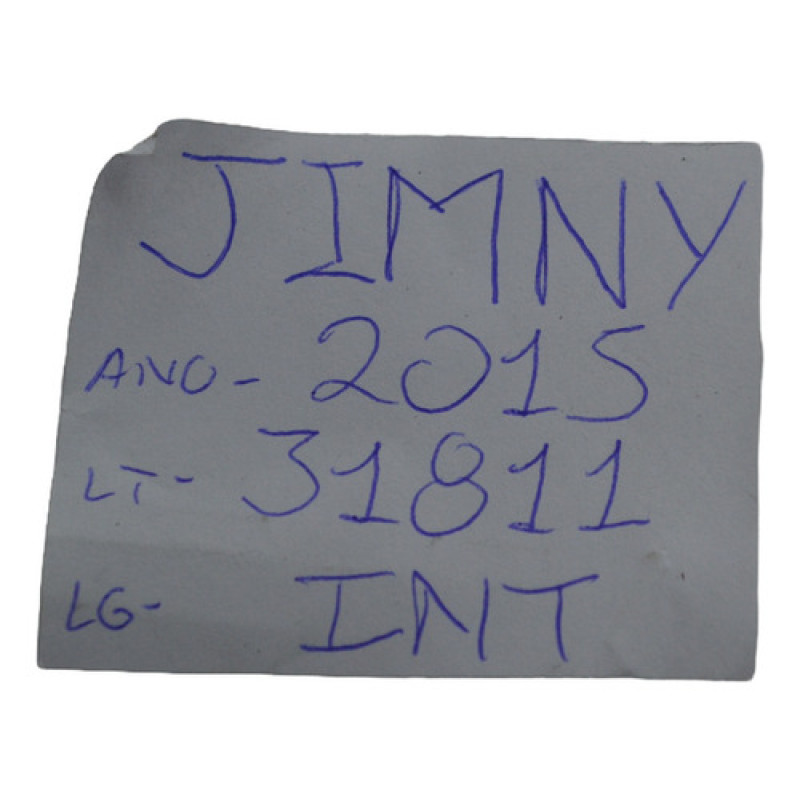 JIMNY
ANO- 2015
LT- 31811
LG- INT